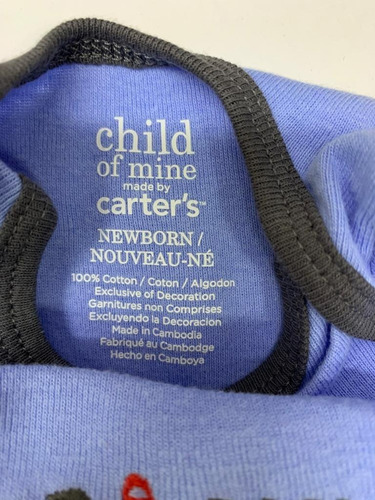 child
of mine
made by
carter's™
NEWBORN /
NOUVEAU-NÉ
100% Cotton / Coton / Algodon
Exclusive of Decoration
Garnitures non Comprises
Excluyendo la Decoracion
Made in Cambodia
Fabriqué au Cambodge
Hecho en Camboya